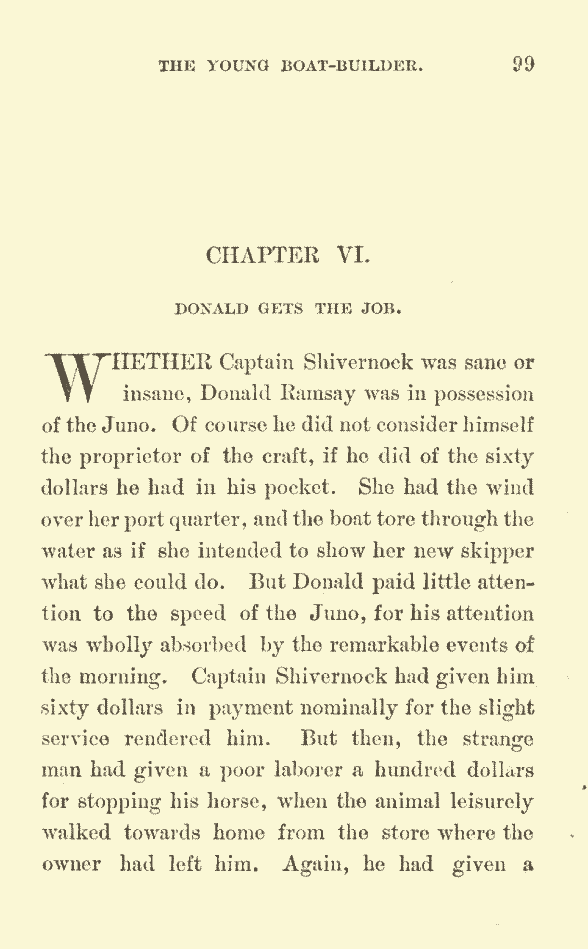 THE YOUNG BOAT-BUILDER. 99
CHAPTER VI.
DONALD GETS THE JOB.
WHETHER Captain Shivernock was sane or
insane, Donald Ramsay was in possession
of the Juno. Of course he did not consider himself
the proprietor of the craft, if he did of the sixty
dollars he had in his pocket. She had the wind
over her port quarter, and the boat tore through the
water as if she intended to show her new skipper
what she could do. But Donald paid little atten-
tion to the speed of the Juno, for his attention
was wholly absorbed by the remarkable events of
the morning. Captain Shivernock had given him
sixty dollars in payment nominally for the slight
service rendered him. But then, the strange
man had given a poor laborer a hundred dollars
for stopping his horse, when the animal leisurely
walked towards home from the store where the
owner had left him. Again, he had given a